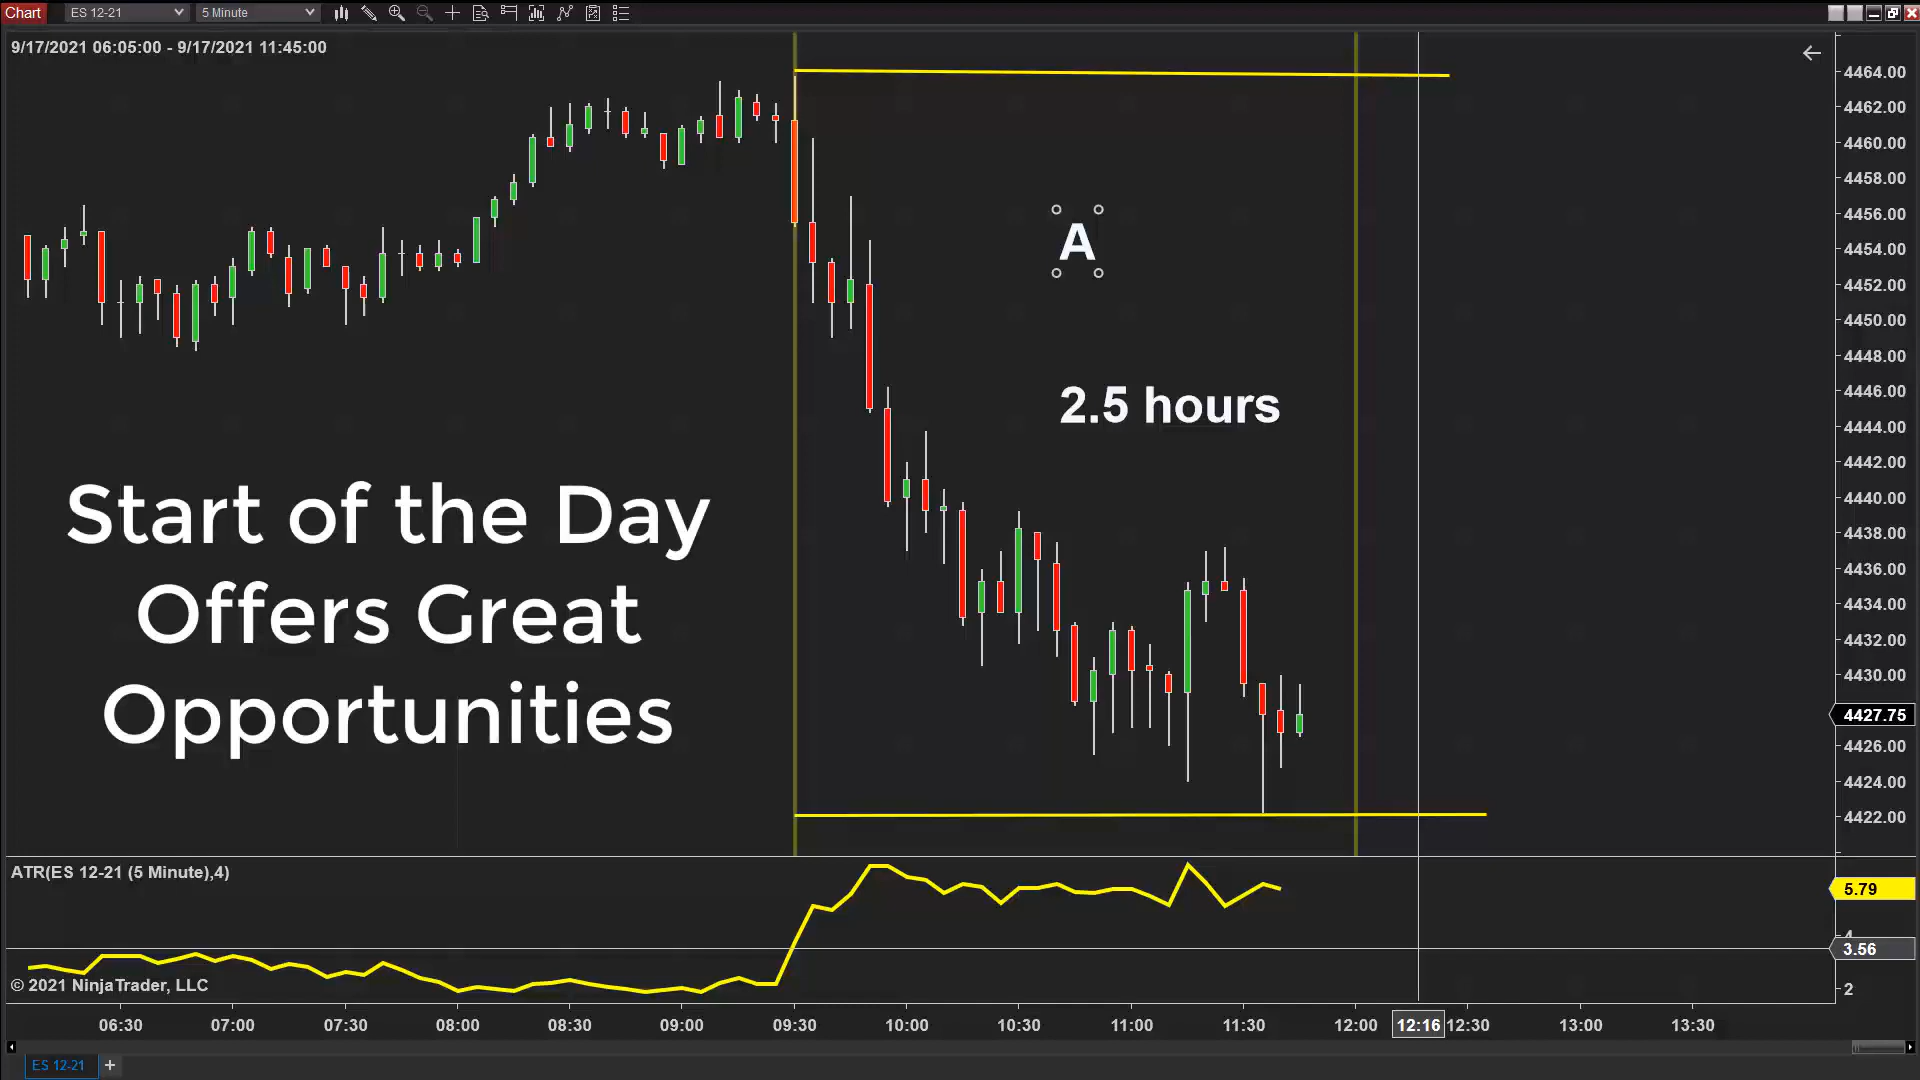 Chart ES 12-21 5 Minute
9/17/2021 06:05:00 - 9/17/2021 11:45:00
4464.00
4462.00
4460.00
4458.00
4456.00
4454.00
4452.00
4450.00
4448.00
4446.00
4444.00
4442.00
4440.00
4438.00
4436.00
4434.00
4432.00
4430.00
4427.75
4426.00
4424.00
4422.00
A
2.5 hours
Start of the Day
Offers Great
Opportunities
ATR(ES 12-21 (5 Minute),4)
5.79
4
3.56
2
© 2021 NinjaTrader, LLC
06:30 07:00 07:30 08:00 08:30 09:00 09:30 10:00 10:30 11:00 11:30 12:00 12:16 12:30 13:00 13:30
ES 12-21 +